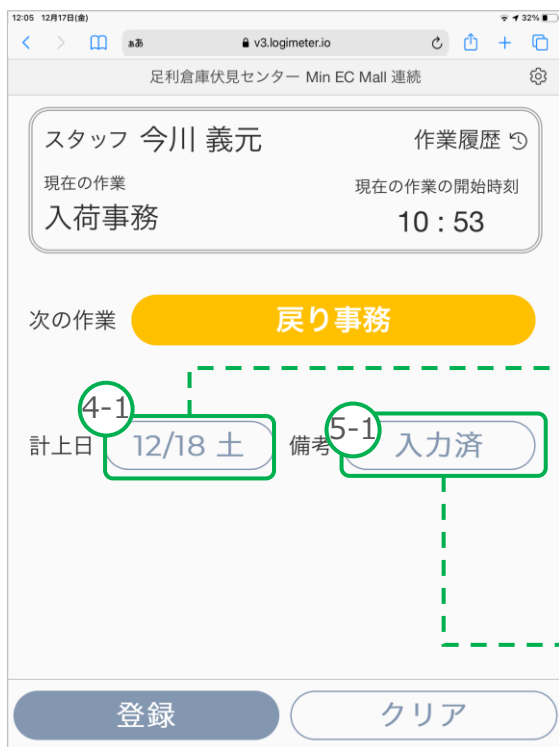 12:05 12月17日(金) 32%
ぁあ v3.logimeter.io
足利倉庫伏見センター Min EC Mall 連続
スタッフ 今川 義元 作業履歴
現在の作業 現在の作業の開始時刻
入荷事務 10 : 53
次の作業 戻り事務
4-1 5-1
計上日 12/18 土 備考 入力済
登録 クリア